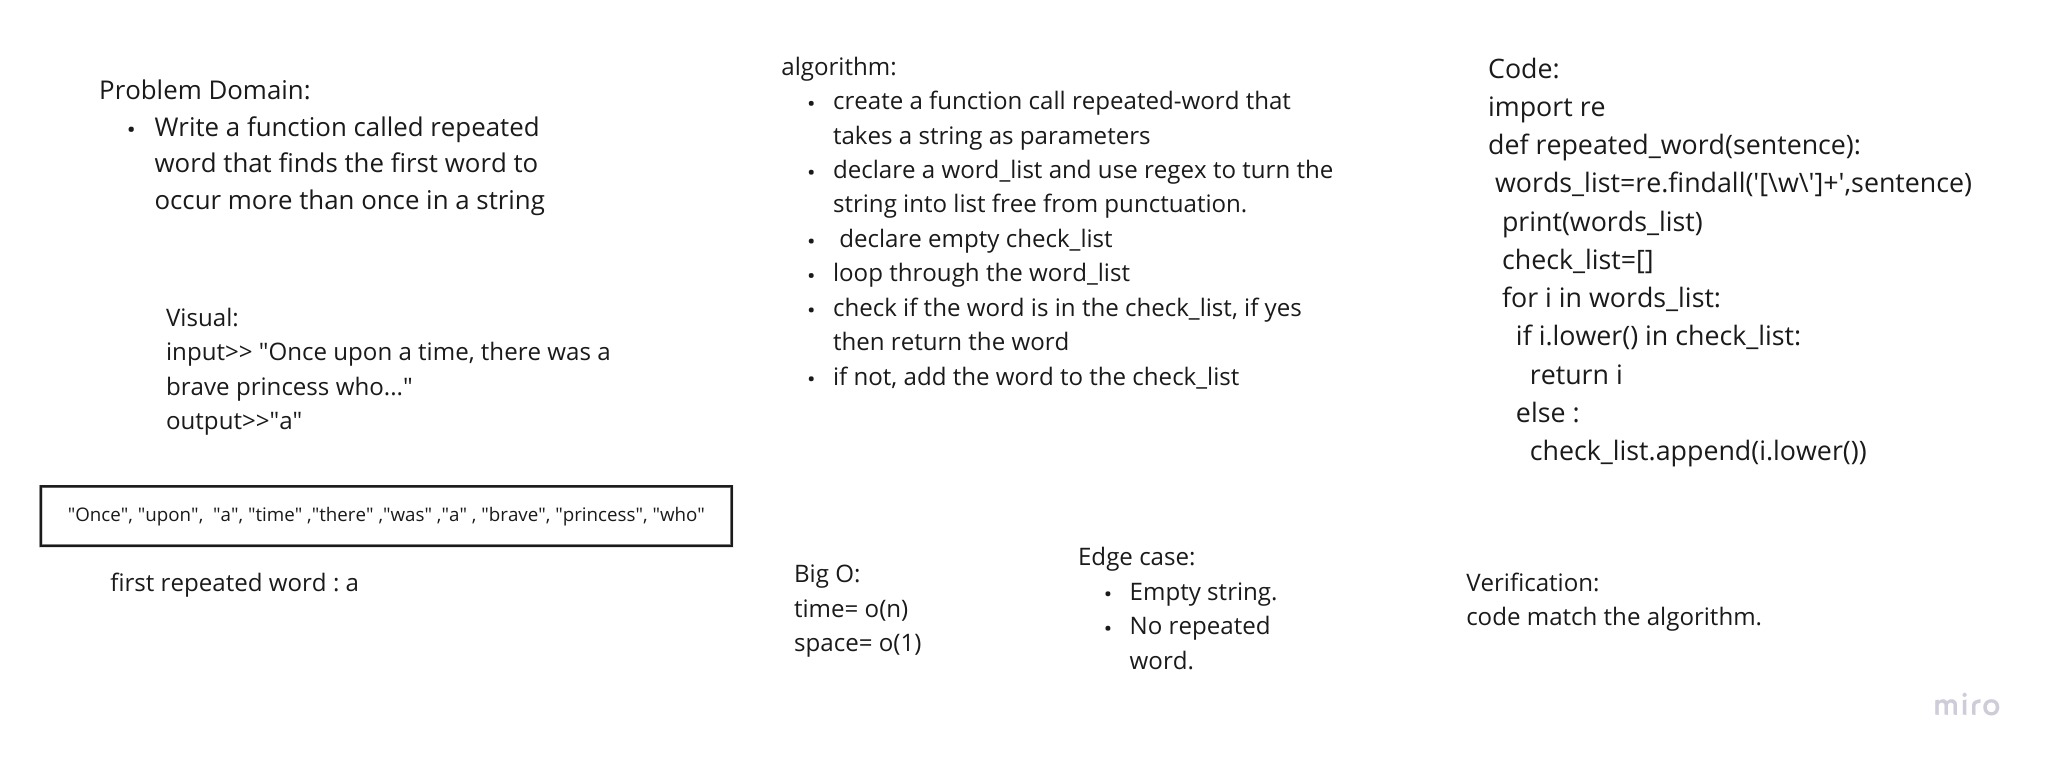 Problem Domain:
• Write a function called repeated
word that finds the first word to
occur more than once in a string
Visual:
input>> "Once upon a time, there was a
brave princess who..."
output>>"a"
"Once", "upon",  "a", "time" ,"there" ,"was" ,"a" , "brave", "princess", "who"
first repeated word : a
algorithm:
• create a function call repeated-word that
takes a string as parameters
• declare a word_list and use regex to turn the
string into list free from punctuation.
• declare empty check_list
• loop through the word_list
• check if the word is in the check_list, if yes
then return the word
• if not, add the word to the check_list
Big O:
time= o(n)
space= o(1)
Edge case:
• Empty string.
• No repeated
word.
Code:
import re
def repeated_word(sentence):
words_list=re.findall('[\w\']+',sentence)
print(words_list)
check_list=[]
for i in words_list:
if i.lower() in check_list:
return i
else :
check_list.append(i.lower())
Verification:
code match the algorithm.
miro